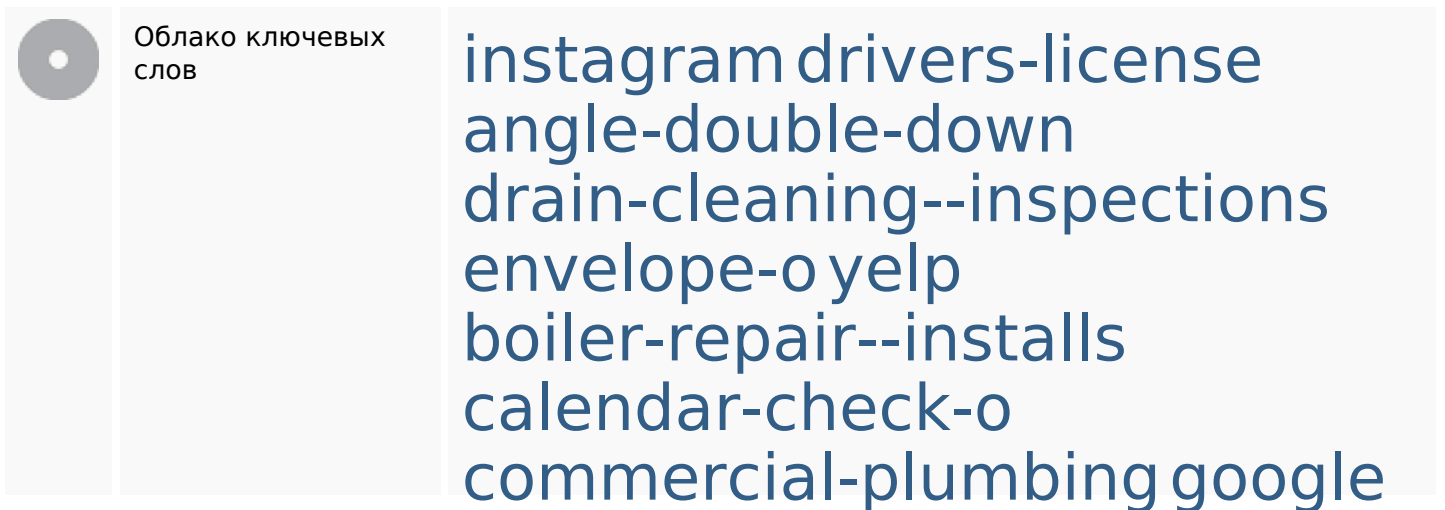 Облако ключевых
слов
instagram drivers-license
angle-double-down
drain-cleaning--inspections
envelope-o yelp
boiler-repair--installs
calendar-check-o
commercial-plumbing google